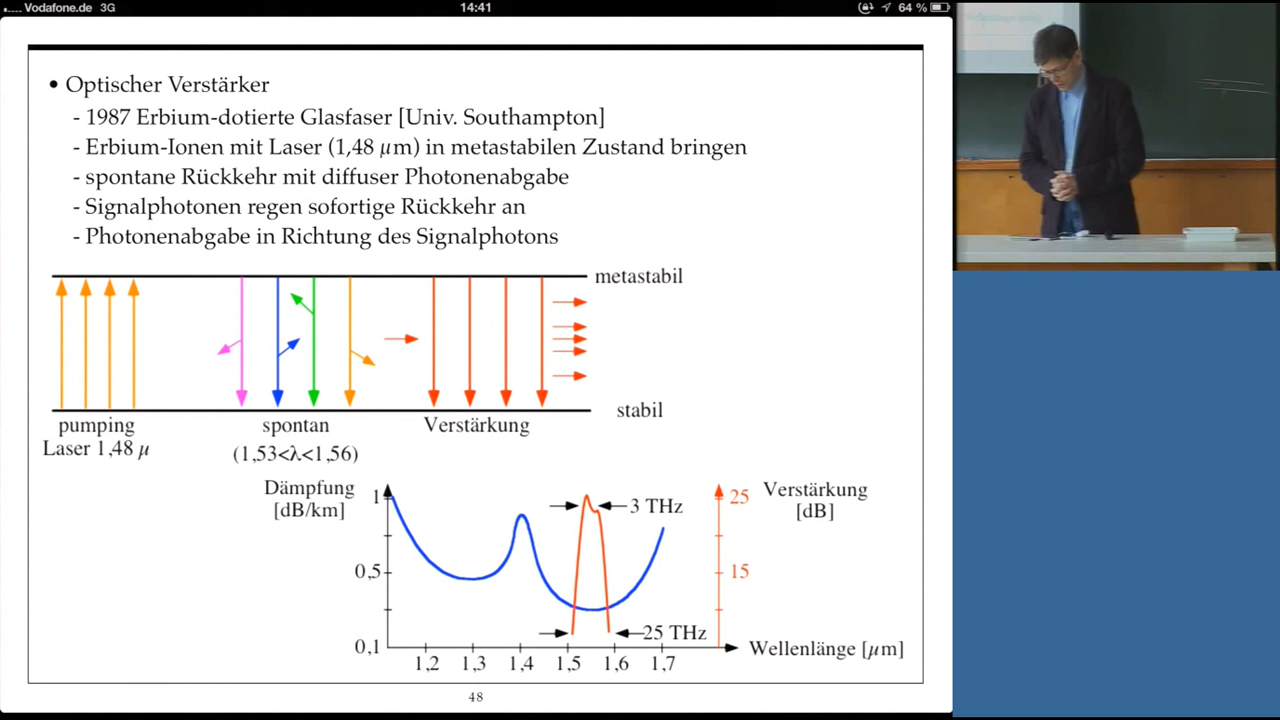 Vodafone.de 3G 14:41 64 %
• Optischer Verstärker
- 1987 Erbium-dotierte Glasfaser [Univ. Southampton]
- Erbium-Ionen mit Laser (1,48 µm) in metastabilen Zustand bringen
- spontane Rückkehr mit diffuser Photonenabgabe
- Signalphotonen regen sofortige Rückkehr an
- Photonenabgabe in Richtung des Signalphotons
metastabil
stabil
pumping spontan Verstärkung
Laser 1,48 µ (1,53<λ<1,56)
Dämpfung 1 25 Verstärkung
[dB/km] 3 THz [dB]
0,5 15
25 THz
0,1 Wellenlänge [µm]
1,2 1,3 1,4 1,5 1,6 1,7
48